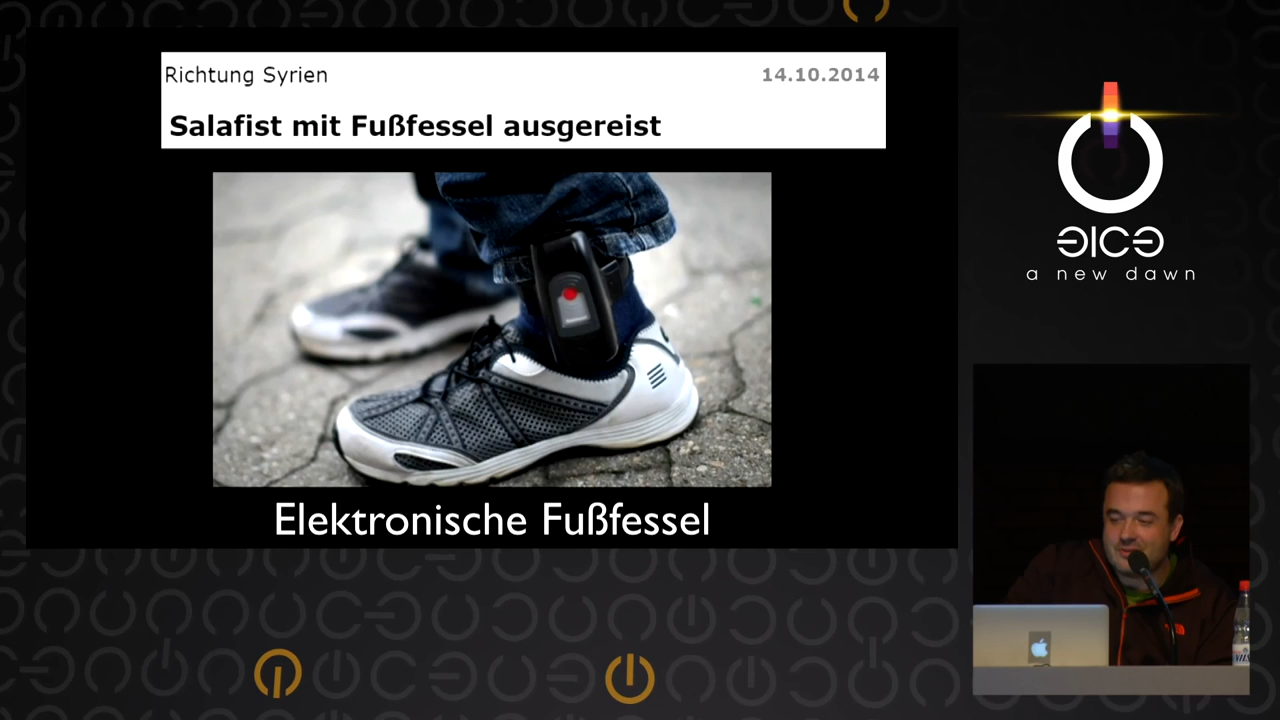 Richtung Syrien
14.10.2014
Salafist mit Fußfessel ausgereist
Elektronische Fußfessel
a new dawn